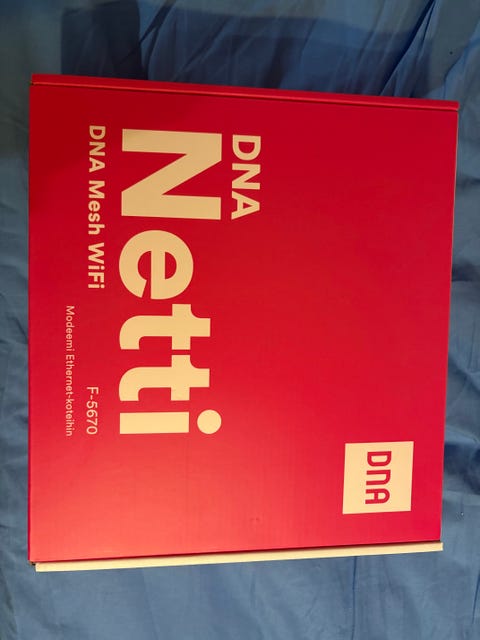 DNA
DNA
Netti
DNA Mesh WiFi
F-5670
Modeemi Ethernet-koteihin